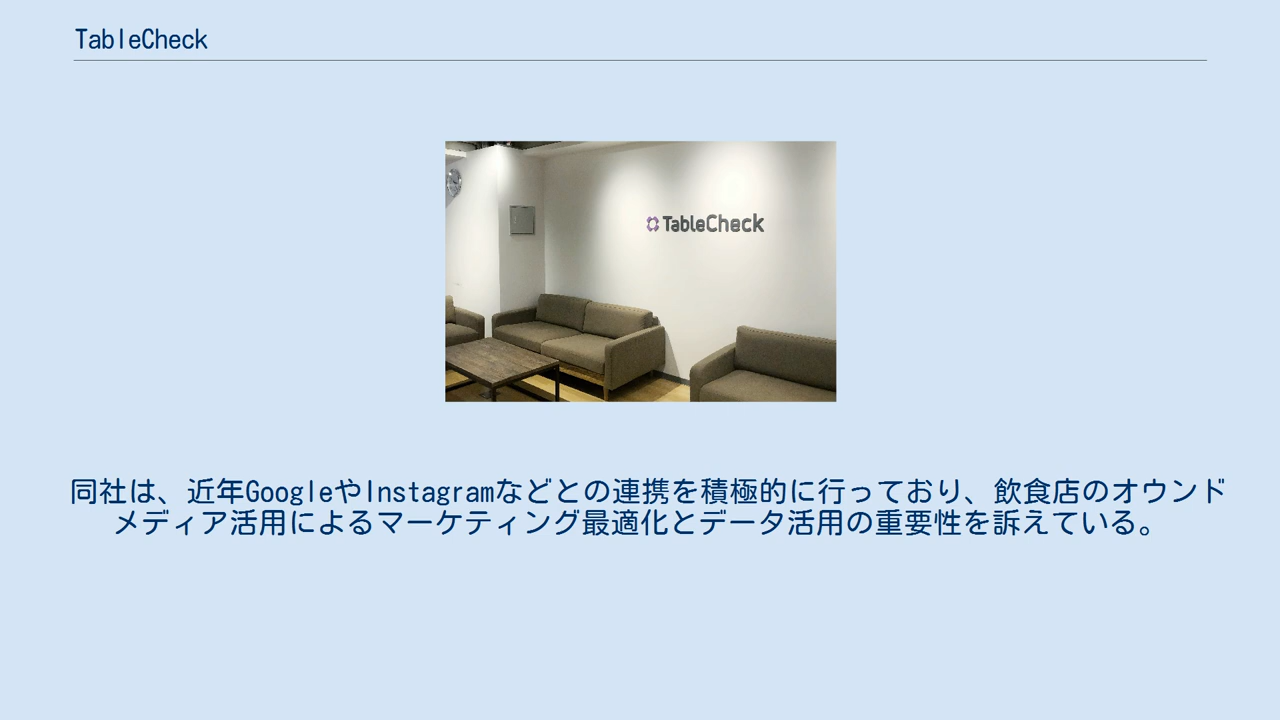 TableCheck
TableCheck
同社は、近年GoogleやInstagramなどとの連携を積極的に行っており、飲食店のオウンド
メディア活用によるマーケティング最適化とデータ活用の重要性を訴えている。